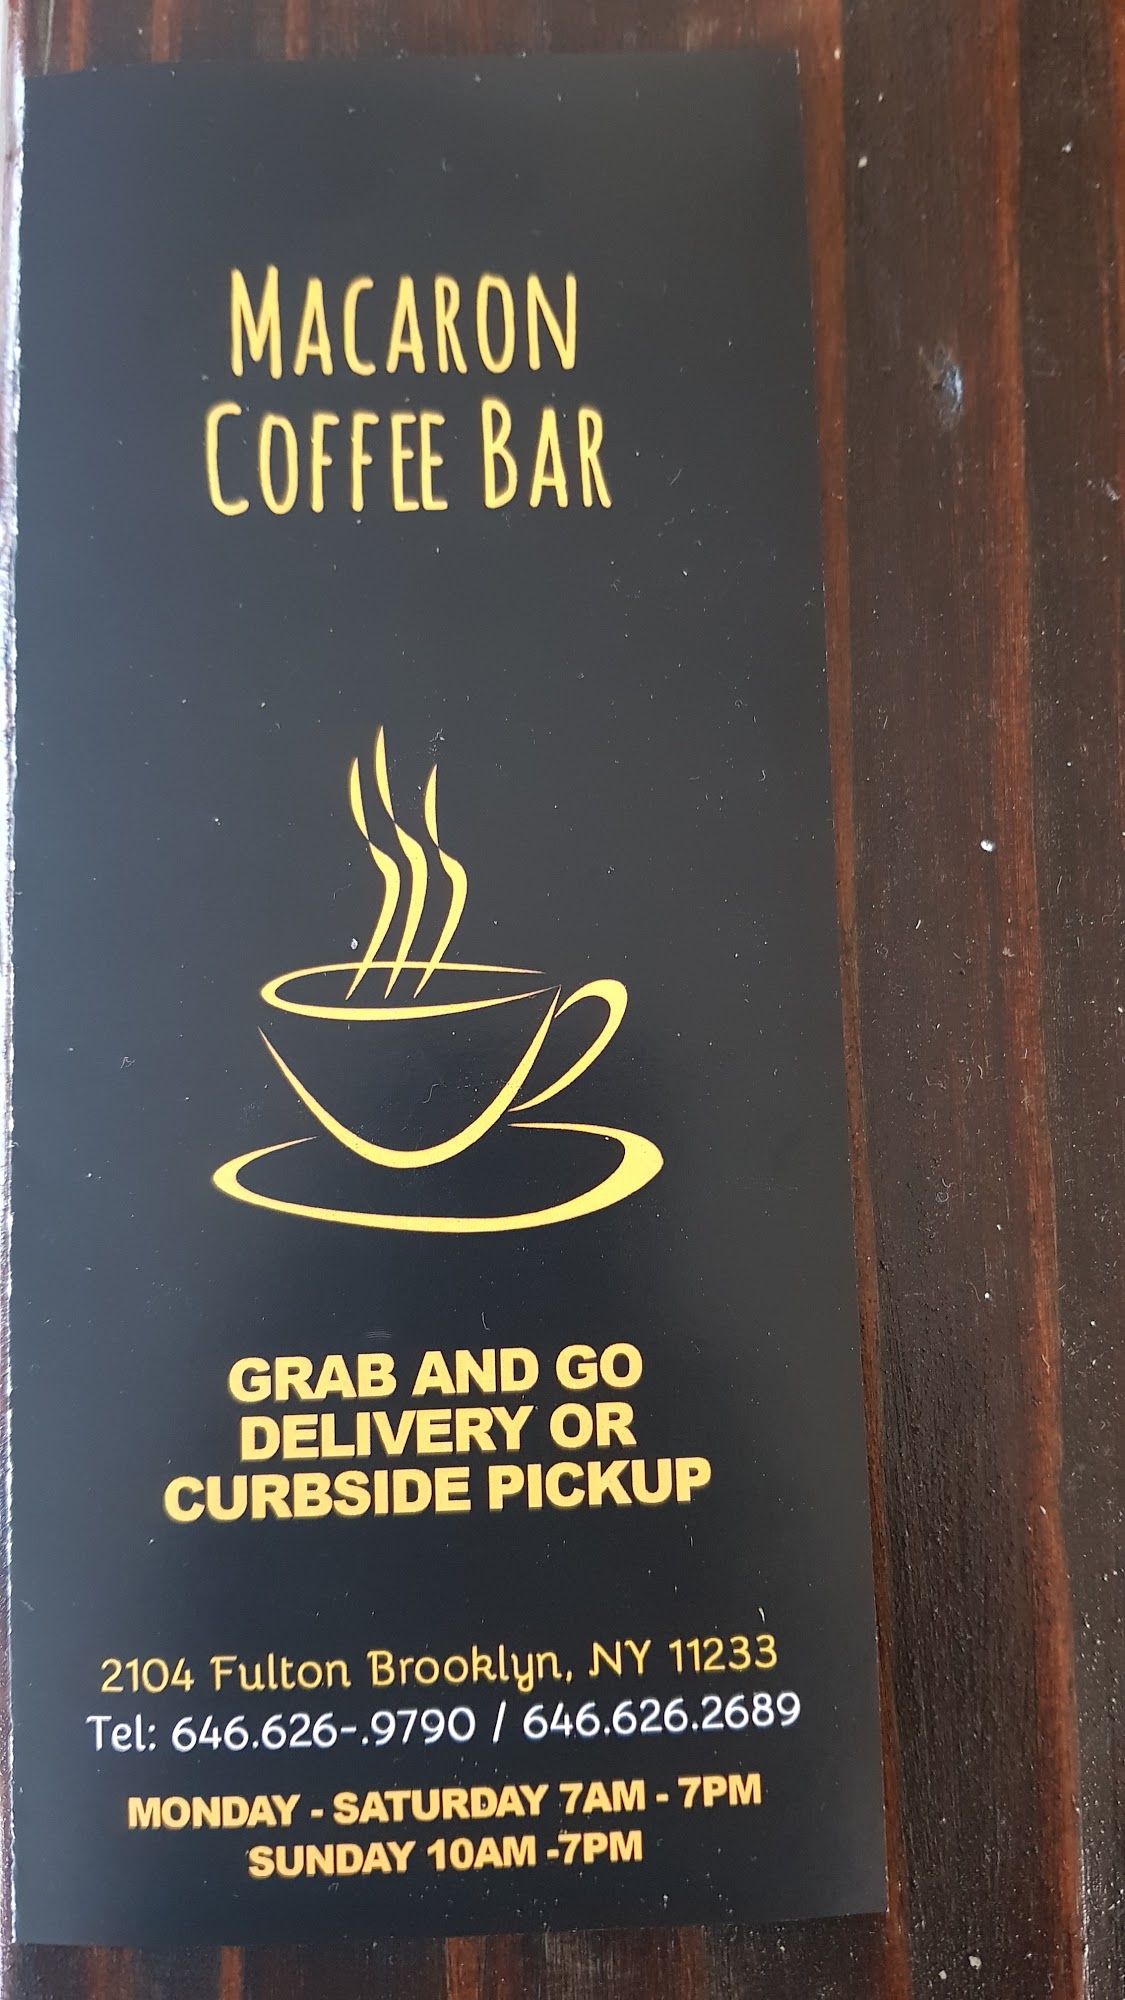 MACARON
COFFEE BAR
GRAB AND GO
DELIVERY OR
CURBSIDE PICKUP
2104 Fulton Brooklyn, NY 11233
Tel: 646.626-.9790 / 646.626.2689
MONDAY - SATURDAY 7AM - 7PM
SUNDAY 10AM -7PM